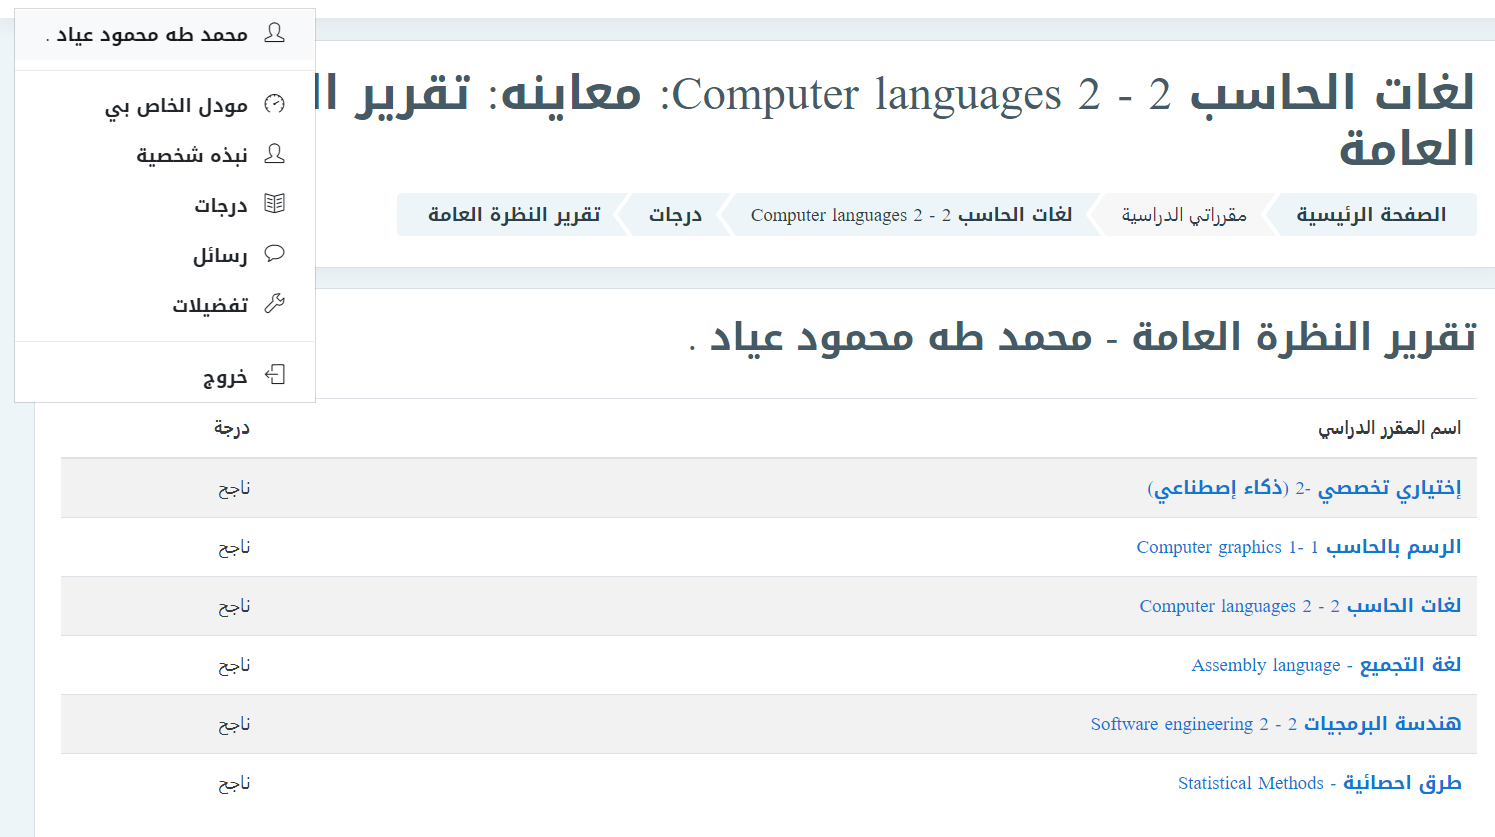 محمد طه محمود عياد .
مودل الخاص بي
نبذه شخصية
درجات
رسائل
تفضيلات
خروج
لغات الحاسب 2 - 2 Computer languages: معاينه: تقرير
العامة
الصفحة الرئيسية
مقرراتي الدراسية
لغات الحاسب 2 - 2 Computer languages
درجات
تقرير النظرة العامة
تقرير النظرة العامة - محمد طه محمود عياد .
اسم المقرر الدراسي درجة
إختياري تخصصي -2 (ذكاء إصطناعي) ناجح
الرسم بالحاسب 1 -1 Computer graphics ناجح
لغات الحاسب 2 - 2 Computer languages ناجح
لغة التجميع - Assembly language ناجح
هندسة البرمجيات 2 - 2 Software engineering ناجح
طرق احصائية - Statistical Methods ناجح